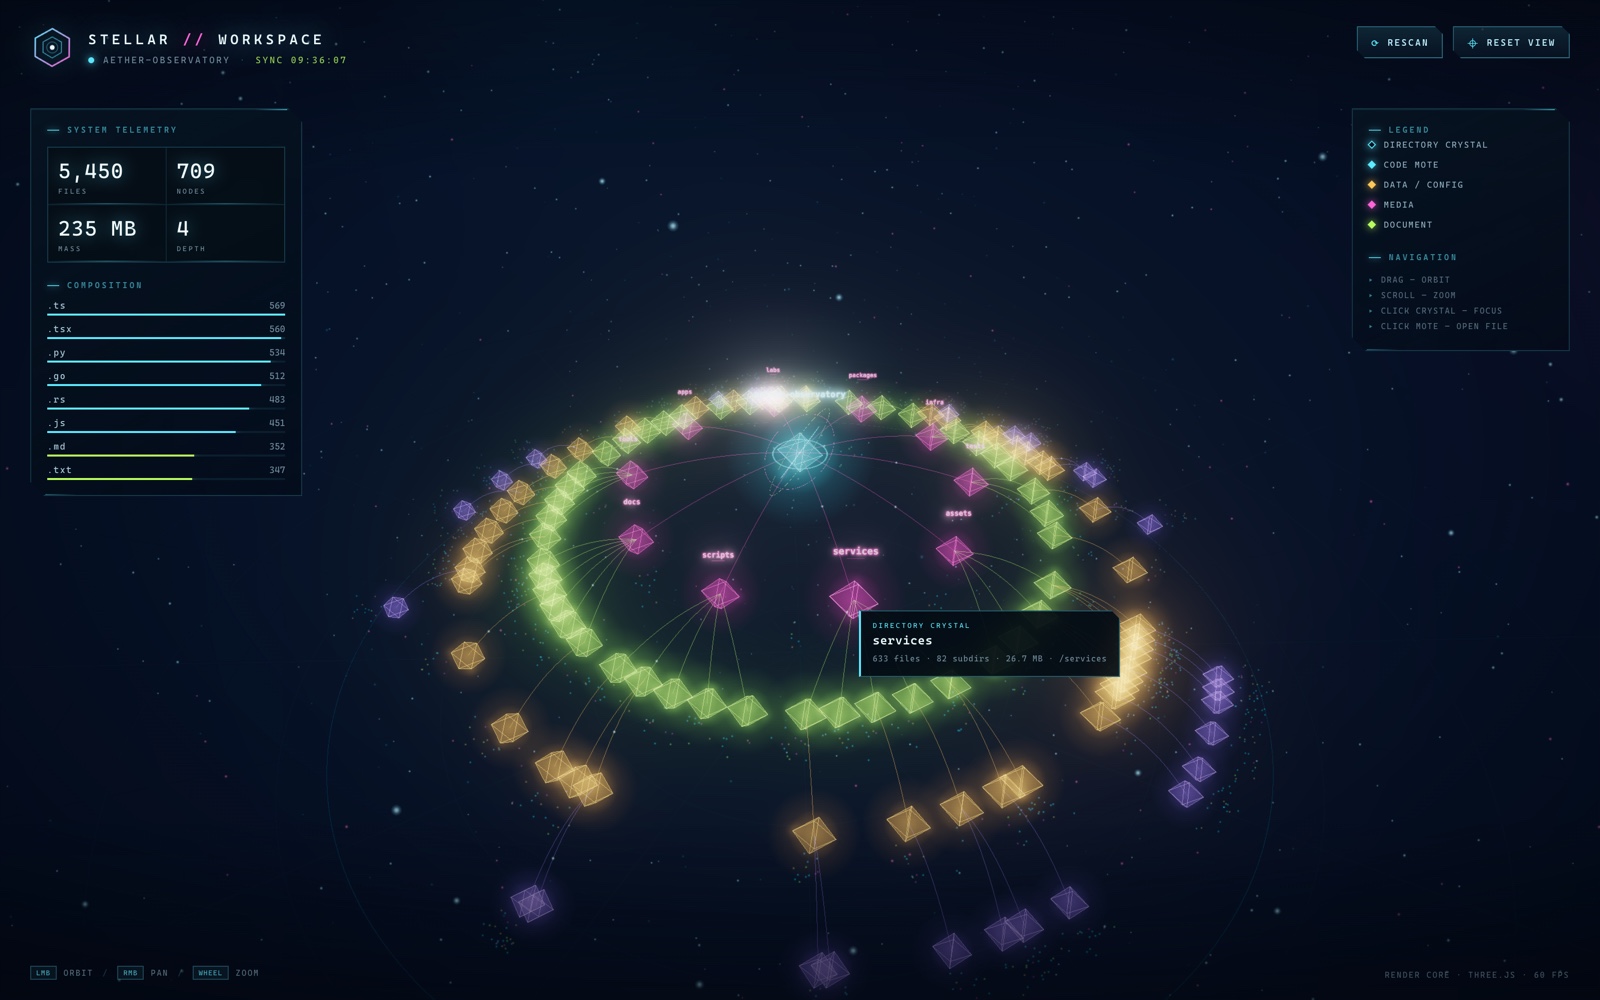 STELLAR // WORKSPACE
AETHER-OBSERVATORY · SYNC 09:36:07
⟳ RESCAN
⌖ RESET VIEW
SYSTEM TELEMETRY
5,450
FILES
709
NODES
235 MB
MASS
4
DEPTH
COMPOSITION
.ts 569
.tsx 560
.py 534
.go 512
.rs 483
.js 451
.md 352
.txt 347
LEGEND
DIRECTORY CRYSTAL
CODE MOTE
DATA / CONFIG
MEDIA
DOCUMENT
NAVIGATION
▸ DRAG — ORBIT
▸ SCROLL — ZOOM
▸ CLICK CRYSTAL — FOCUS
▸ CLICK MOTE — OPEN FILE
labs
packages
apps
infra
docs
assets
scripts
services
DIRECTORY CRYSTAL
services
633 files · 82 subdirs · 26.7 MB · /services
LMB ORBIT / RMB PAN / WHEEL ZOOM
RENDER CORE · THREE.JS · 60 FPS